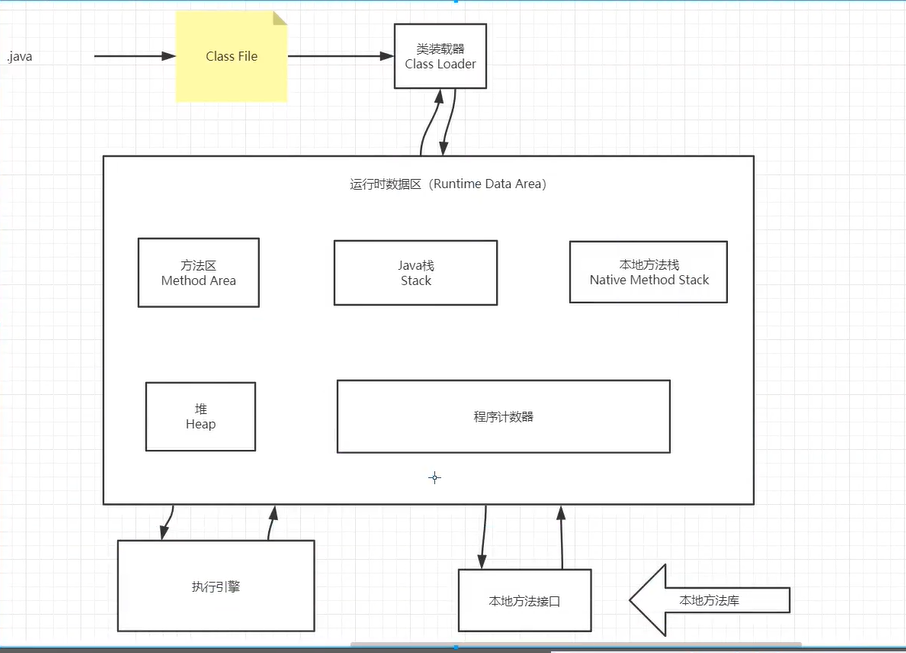 .java
Class File
类装载器
Class Loader
运行时数据区（Runtime Data Area）
方法区
Method Area
Java栈
Stack
本地方法栈
Native Method Stack
堆
Heap
程序计数器
执行引擎
本地方法接口
本地方法库